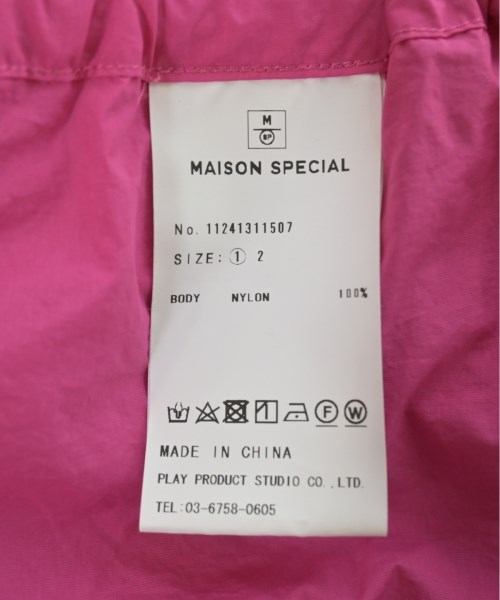 M
SP
MAISON SPECIAL
No. 11241311507
SIZE: ① 2
BODY NYLON 100%
F W
MADE IN CHINA
PLAY PRODUCT STUDIO CO.,LTD.
TEL:03-6758-0605